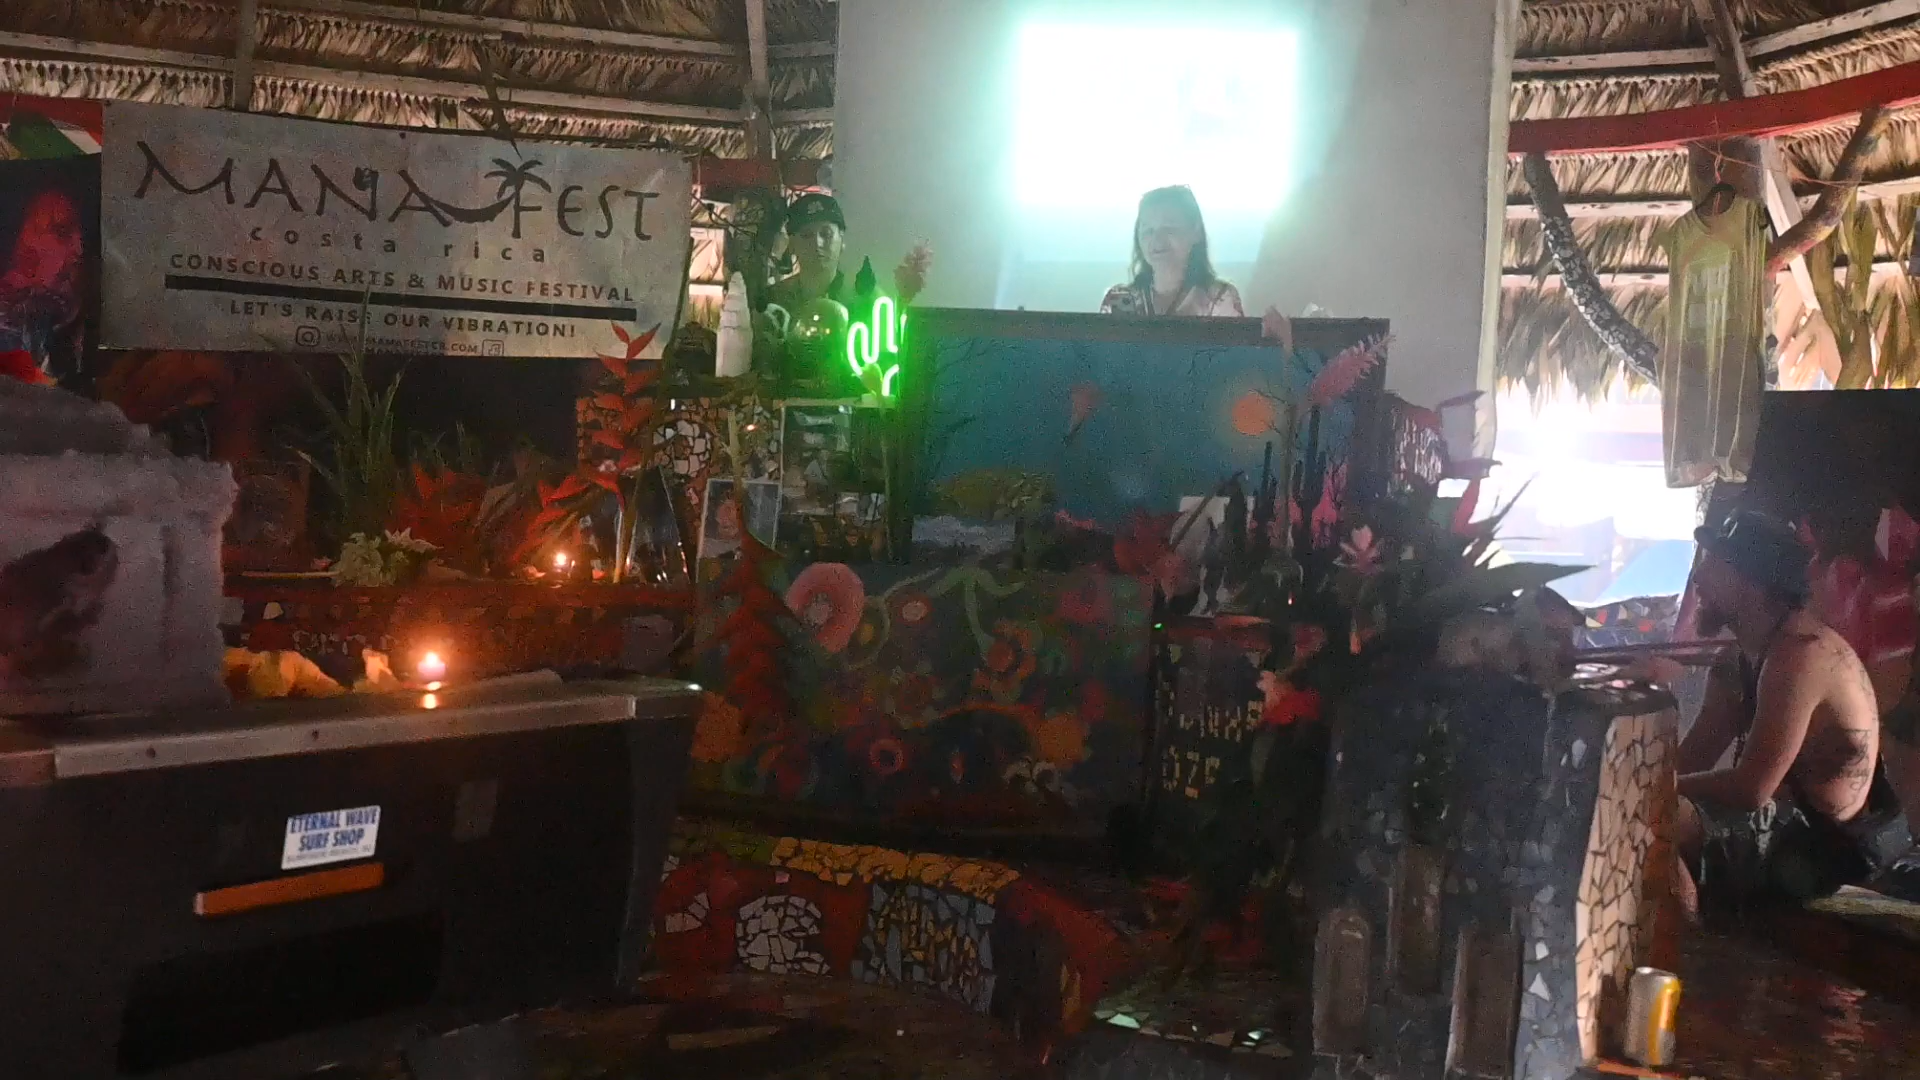 MANA FEST
costa rica
CONSCIOUS ARTS & MUSIC FESTIVAL
LET'S RAISE OUR VIBRATION!
ETERNAL WAVE
SURF SHOP